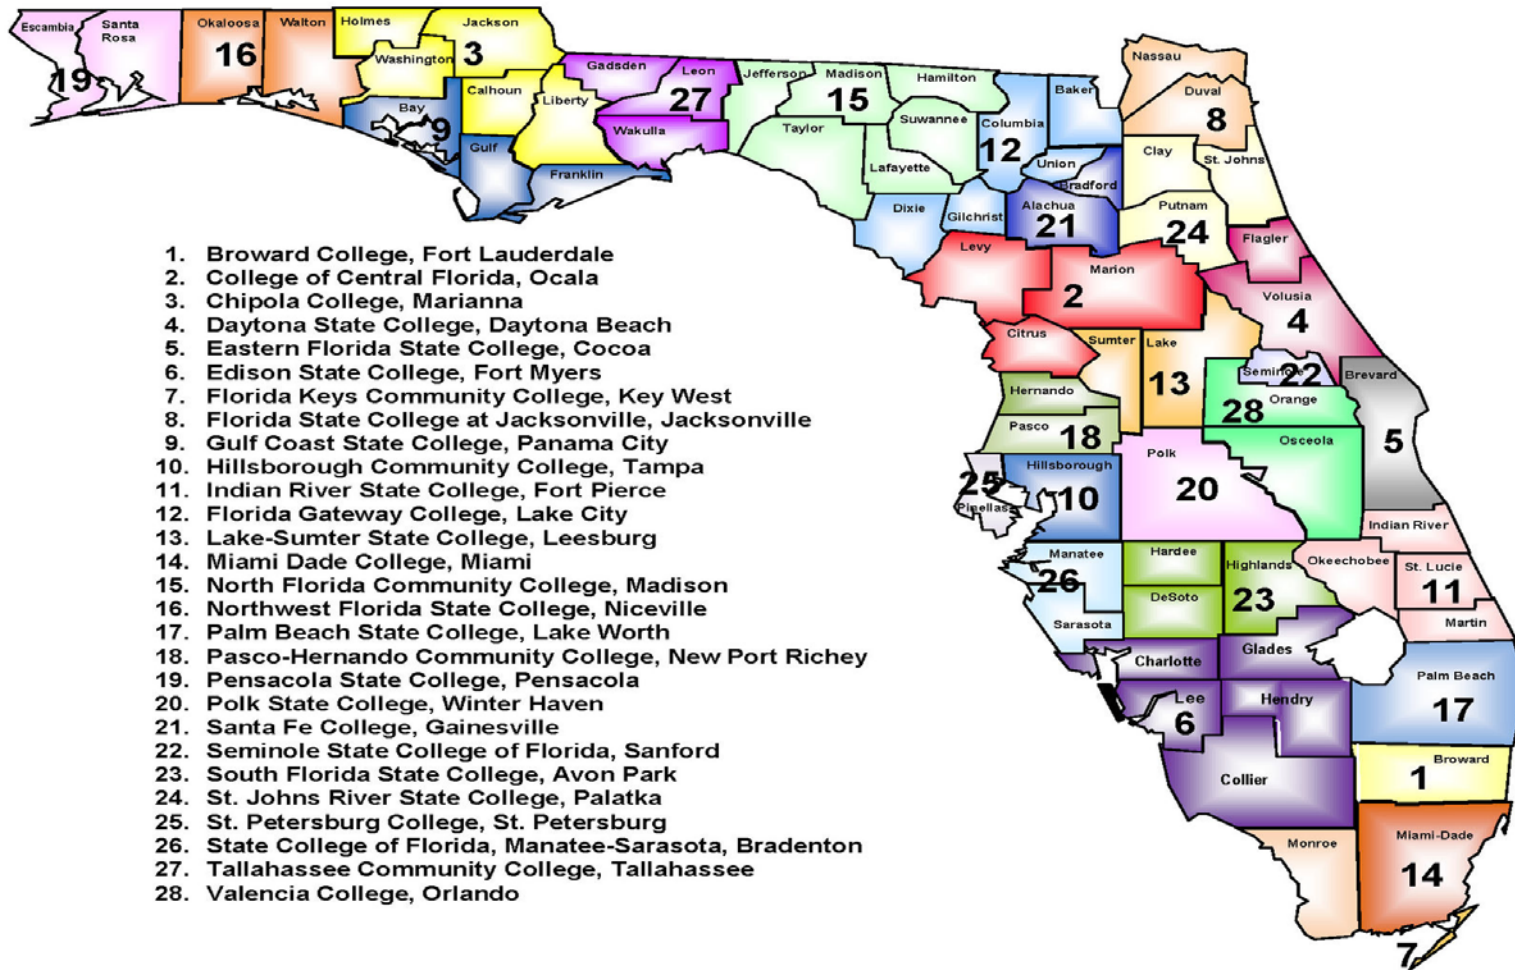 Escambia
Santa Rosa
19
Okaloosa
16
Walton
Holmes
Jackson
3
Washington
Bay
9
Calhoun
Gulf
Liberty
Franklin
Gadsden
Leon
27
Wakulla
Jefferson
Madison
15
Hamilton
Taylor
Suwannee
Lafayette
Columbia
12
Baker
Union
Bradford
Dixie
Gilchrist
Alachua
21
Nassau
Duval
8
Clay
St. Johns
Putnam
24
Levy
Marion
2
Citrus
Flagler
Volusia
4
Sumter
Lake
13
Seminole
22
Orange
28
Osceola
Brevard
5
Hernando
Pasco
18
Hillsborough
10
25
Pinellas
Polk
20
Manatee
26
Sarasota
Hardee
DeSoto
Highlands
23
Indian River
Okeechobee
St. Lucie
11
Martin
Charlotte
Glades
Lee
6
Hendry
Collier
Palm Beach
17
Broward
1
Monroe
Miami-Dade
14
7
1. Broward College, Fort Lauderdale
2. College of Central Florida, Ocala
3. Chipola College, Marianna
4. Daytona State College, Daytona Beach
5. Eastern Florida State College, Cocoa
6. Edison State College, Fort Myers
7. Florida Keys Community College, Key West
8. Florida State College at Jacksonville, Jacksonville
9. Gulf Coast State College, Panama City
10. Hillsborough Community College, Tampa
11. Indian River State College, Fort Pierce
12. Florida Gateway College, Lake City
13. Lake-Sumter State College, Leesburg
14. Miami Dade College, Miami
15. North Florida Community College, Madison
16. Northwest Florida State College, Niceville
17. Palm Beach State College, Lake Worth
18. Pasco-Hernando Community College, New Port Richey
19. Pensacola State College, Pensacola
20. Polk State College, Winter Haven
21. Santa Fe College, Gainesville
22. Seminole State College of Florida, Sanford
23. South Florida State College, Avon Park
24. St. Johns River State College, Palatka
25. St. Petersburg College, St. Petersburg
26. State College of Florida, Manatee-Sarasota, Bradenton
27. Tallahassee Community College, Tallahassee
28. Valencia College, Orlando